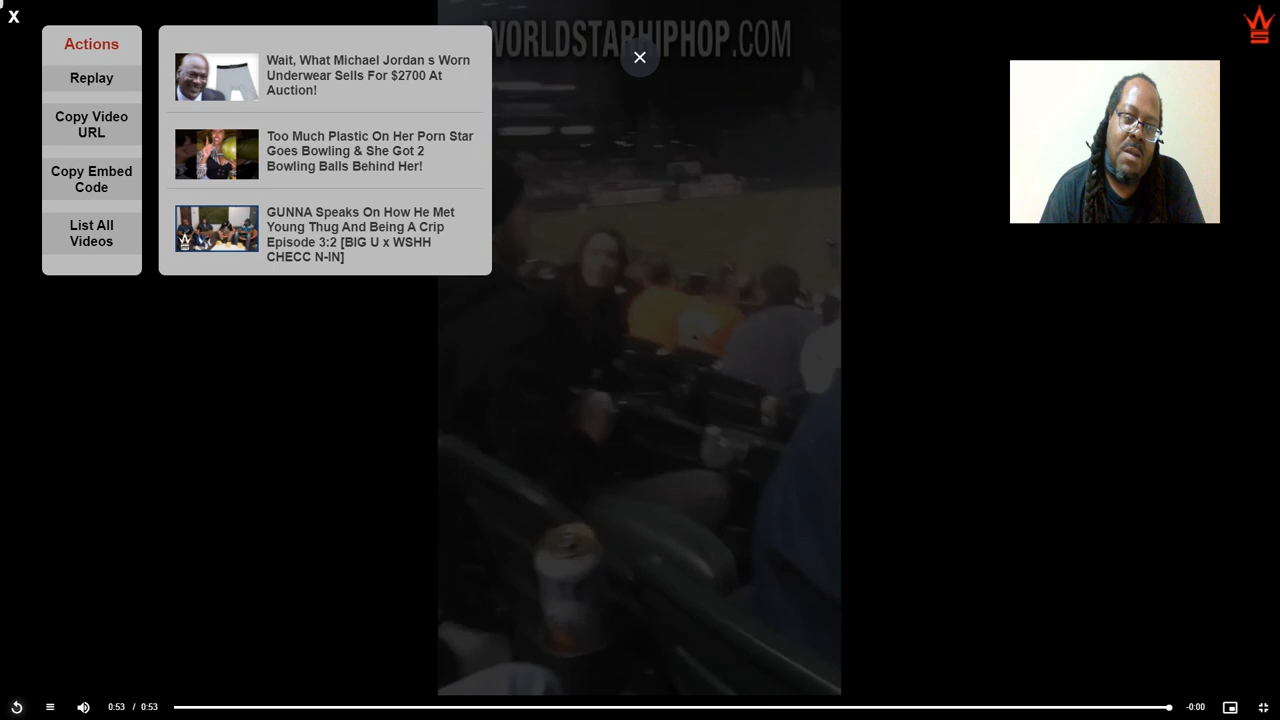 X
WORLDSTARHIPHOP.COM
Actions
Replay
Copy Video
URL
Copy Embed
Code
List All
Videos
Wait, What Michael Jordan s Worn
Underwear Sells For $2700 At
Auction!
Too Much Plastic On Her Porn Star
Goes Bowling & She Got 2
Bowling Balls Behind Her!
GUNNA Speaks On How He Met
Young Thug And Being A Crip
Episode 3:2 [BIG U x WSHH
CHECC N-IN]
0:53 / 0:53
-0:00